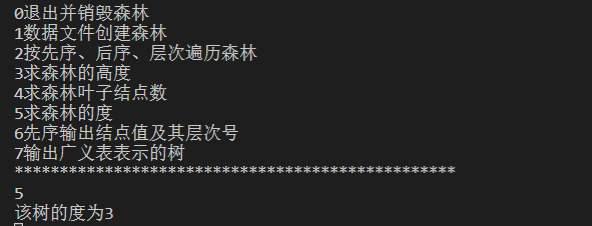 0退出并销毁森林
1数据文件创建森林
2按先序、后序、层次遍历森林
3求森林的高度
4求森林叶子结点数
5求森林的度
6先序输出结点值及其层次号
7输出广义表表示的树
*************************************************
5
该树的度为3